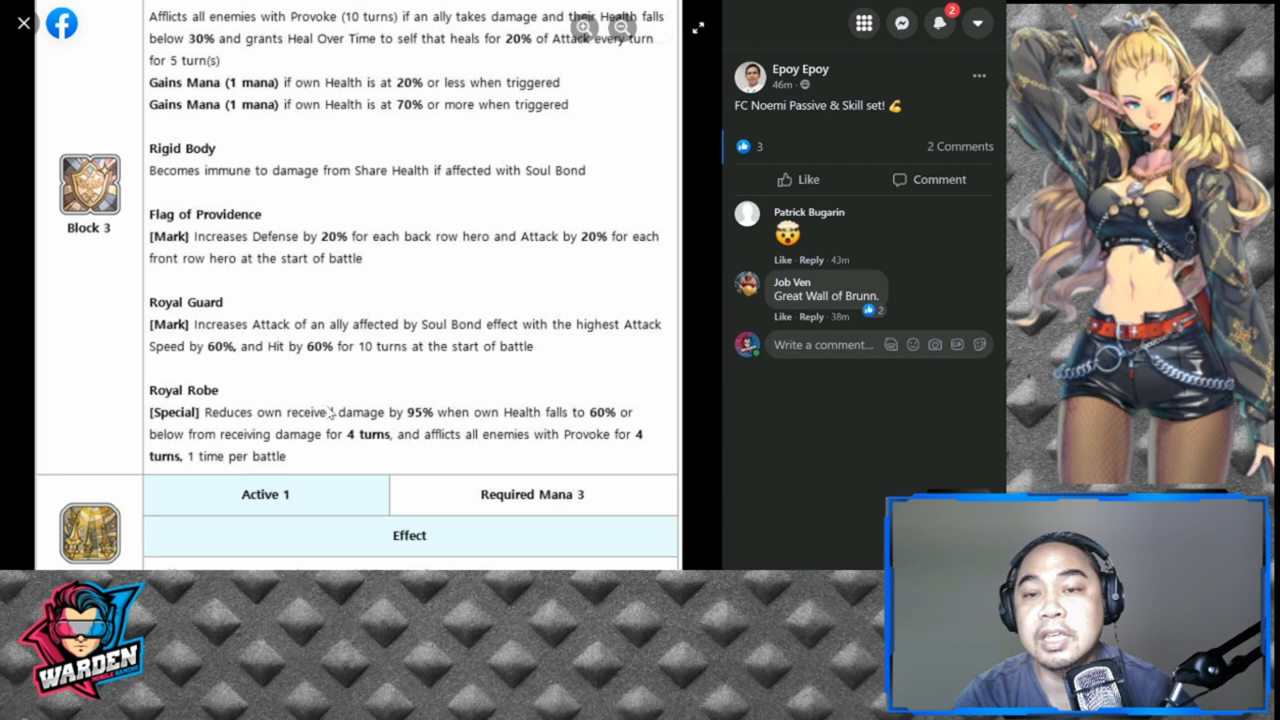 Afflicts all enemies with Provoke (10 turns) if an ally takes damage and their Health falls
below 30% and grants Heal Over Time to self that heals for 20% of Attack every turn
for 5 turn(s)
Gains Mana (1 mana) if own Health is at 20% or less when triggered
Gains Mana (1 mana) if own Health is at 70% or more when triggered
Rigid Body
Becomes immune to damage from Share Health if affected with Soul Bond
Block 3
Flag of Providence
[Mark] Increases Defense by 20% for each back row hero and Attack by 20% for each
front row hero at the start of battle
Royal Guard
[Mark] Increases Attack of an ally affected by Soul Bond effect with the highest Attack
Speed by 60%, and Hit by 60% for 10 turns at the start of battle
Royal Robe
[Special] Reduces own receive damage by 95% when own Health falls to 60% or
below from receiving damage for 4 turns, and afflicts all enemies with Provoke for 4
turns, 1 time per battle
Active 1
Required Mana 3
Effect
2
Epoy Epoy
46m ·
FC Noemi Passive & Skill set! 💪
3
2 Comments
Like
Comment
Patrick Bugarin
🤯
Like · Reply · 43m
Job Ven
Great Wall of Brunn.
2
Like · Reply · 38m
Write a comment...
GIF
WARDEN
MOBILE GAMING